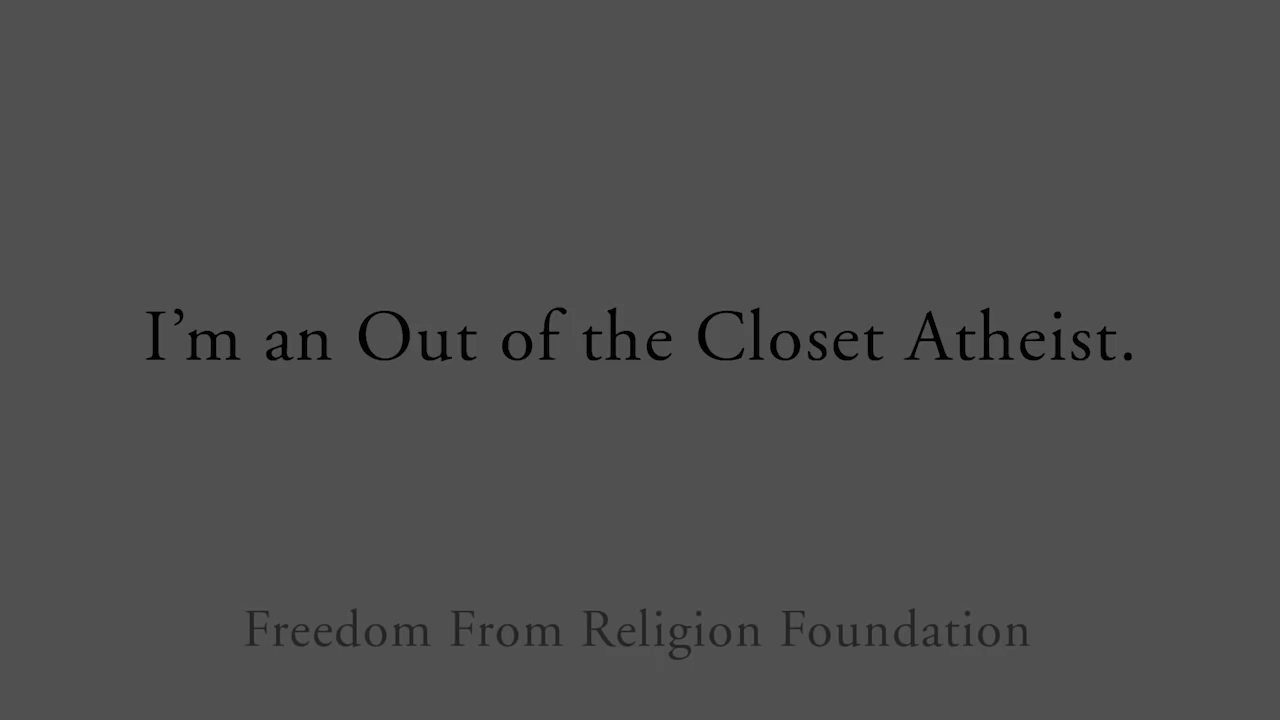 I’m an Out of the Closet Atheist.
Freedom From Religion Foundation